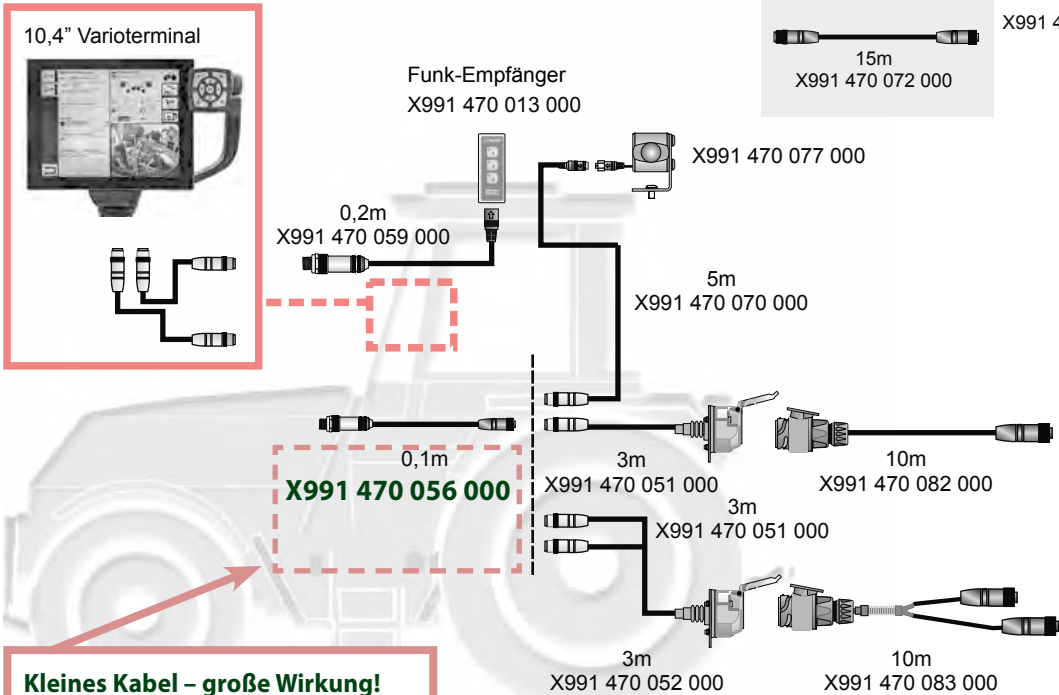 10,4” Varioterminal
Funk-Empfänger
X991 470 013 000
15m
X991 470 072 000
X991 4
X991 470 077 000
0,2m
X991 470 059 000
5m
X991 470 070 000
0,1m
X991 470 056 000
3m
X991 470 051 000
10m
X991 470 082 000
3m
X991 470 051 000
3m
X991 470 052 000
10m
X991 470 083 000
Kleines Kabel – große Wirkung!